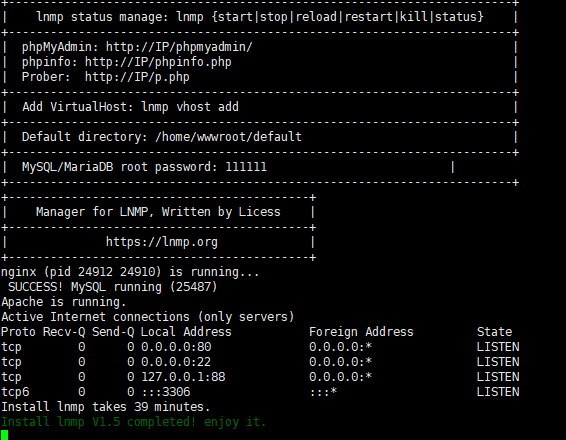 +------------------------------------------------------------------------+
|    lnmp status manage: lnmp {start|stop|reload|restart|kill|status}    |
+------------------------------------------------------------------------+
|  phpMyAdmin: http://IP/phpmyadmin/                                     |
|  phpinfo: http://IP/phpinfo.php                                        |
|  Prober:  http://IP/p.php                                              |
+------------------------------------------------------------------------+
|  Add VirtualHost: lnmp vhost add                                       |
+------------------------------------------------------------------------+
|  Default directory: /home/wwwroot/default                              |
+------------------------------------------------------------------------+
|  MySQL/MariaDB root password: 111111                          |
+------------------------------------------------------------------------+
+-------------------------------------------+
|    Manager for LNMP, Written by Licess    |
+-------------------------------------------+
|              https://lnmp.org             |
+-------------------------------------------+
nginx (pid 24912 24910) is running...
 SUCCESS! MySQL running (25487)
Apache is running.
Active Internet connections (only servers)
Proto Recv-Q Send-Q Local Address           Foreign Address         State
tcp        0      0 0.0.0.0:80              0.0.0.0:*               LISTEN
tcp        0      0 0.0.0.0:22              0.0.0.0:*               LISTEN
tcp        0      0 127.0.0.1:88            0.0.0.0:*               LISTEN
tcp6       0      0 :::3306                 :::*                    LISTEN
Install lnmp takes 39 minutes.
Install lnmp V1.5 completed! enjoy it.